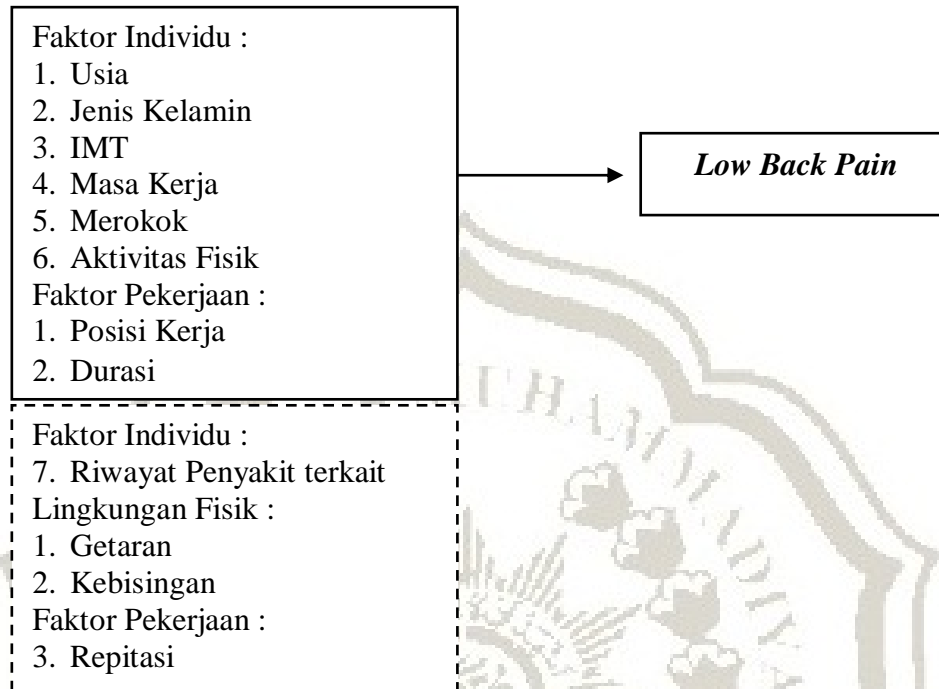 Faktor Individu :
1. Usia
2. Jenis Kelamin
3. IMT
4. Masa Kerja
5. Merokok
6. Aktivitas Fisik
Faktor Pekerjaan :
1. Posisi Kerja
2. Durasi
Low Back Pain
Faktor Individu :
7. Riwayat Penyakit terkait
Lingkungan Fisik :
1. Getaran
2. Kebisingan
Faktor Pekerjaan :
3. Repitasi